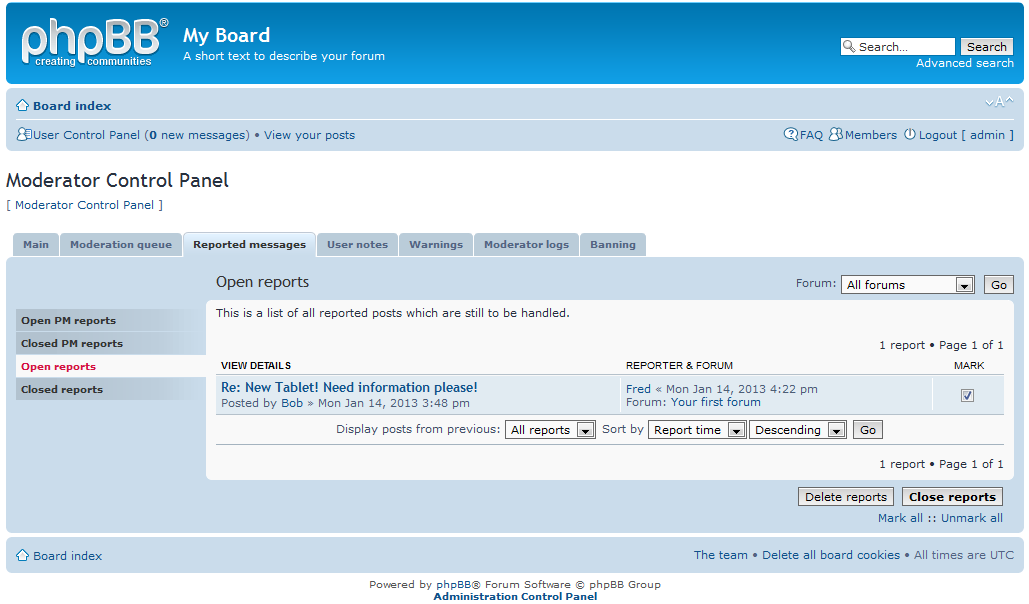 phpBB®
creating communities
My Board
A short text to describe your forum
Search...
Search
Advanced search
Board index
A
User Control Panel (0 new messages) • View your posts
FAQ Members Logout [ admin ]
Moderator Control Panel
[ Moderator Control Panel ]
Main Moderation queue Reported messages User notes Warnings Moderator logs Banning
Open reports
Forum: All forums Go
Open PM reports
Closed PM reports
Open reports
Closed reports
This is a list of all reported posts which are still to be handled.
1 report • Page 1 of 1
VIEW DETAILS REPORTER & FORUM MARK
Re: New Tablet! Need information please!
Posted by Bob » Mon Jan 14, 2013 3:48 pm
Fred « Mon Jan 14, 2013 4:22 pm
Forum: Your first forum
Display posts from previous: All reports Sort by Report time Descending Go
1 report • Page 1 of 1
Delete reports Close reports
Mark all :: Unmark all
Board index
The team • Delete all board cookies • All times are UTC
Powered by phpBB® Forum Software © phpBB Group
Administration Control Panel